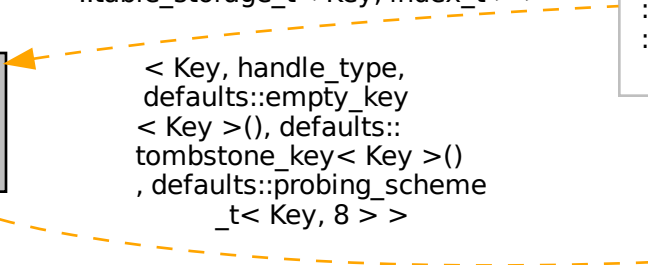 < Key, handle_type,
defaults::empty_key
< Key >(), defaults::
tombstone_key< Key >()
, defaults::probing_scheme
_t< Key, 8 > >